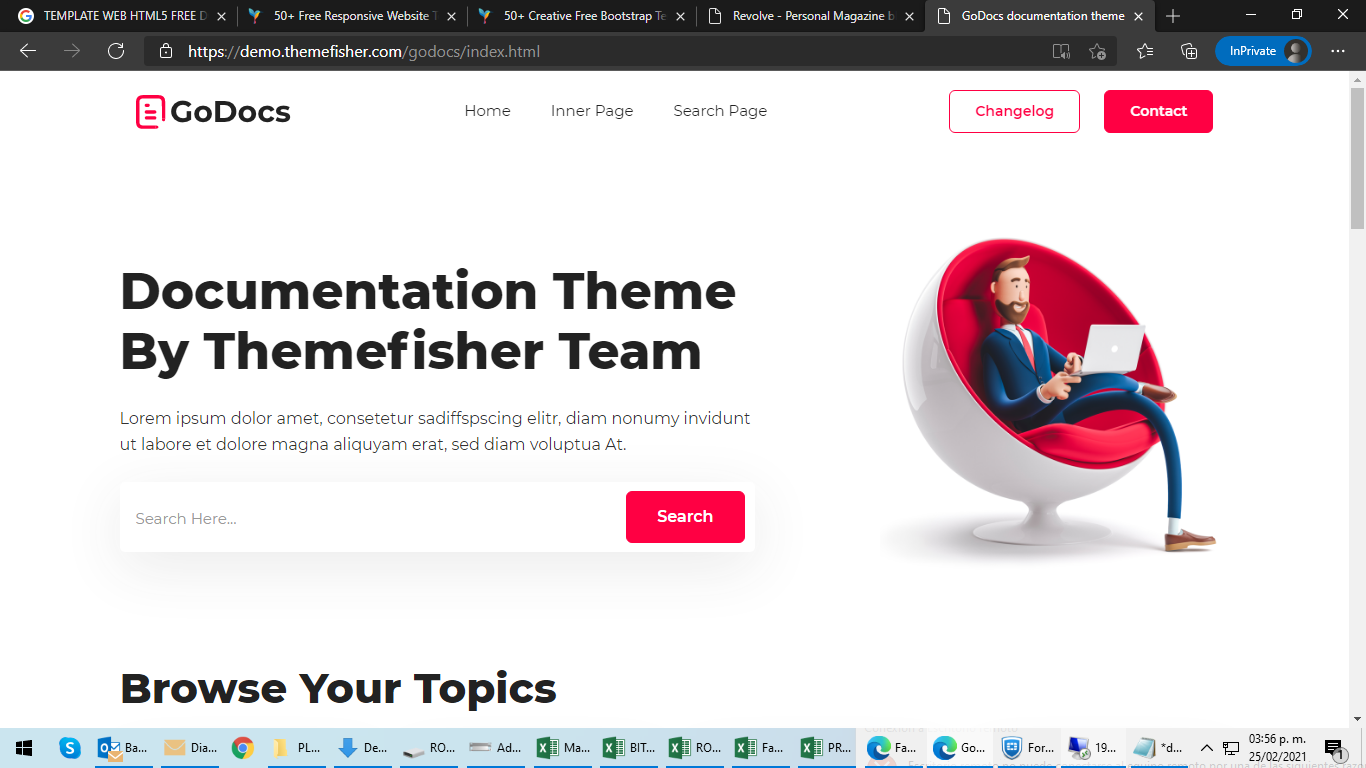 TEMPLATE WEB HTML5 FREE D
50+ Free Responsive Website T
50+ Creative Free Bootstrap Te
Revolve - Personal Magazine b
GoDocs documentation theme
https://demo.themefisher.com/godocs/index.html
InPrivate
GoDocs
Home
Inner Page
Search Page
Changelog
Contact
Documentation Theme
By Themefisher Team
Lorem ipsum dolor amet, consetetur sadiffspscing elitr, diam nonumy invidunt
ut labore et dolore magna aliquyam erat, sed diam voluptua At.
Search Here...
Search
Browse Your Topics
Ba...
Dia...
PL...
De...
RO...
Ad...
Ma...
BIT...
RO...
Fa...
PR...
Fa...
Go...
For...
19...
*d...
03:56 p. m.
25/02/2021
1